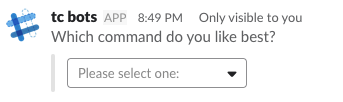 tc bots APP 8:49 PM Only visible to you
Which command do you like best?
Please select one: